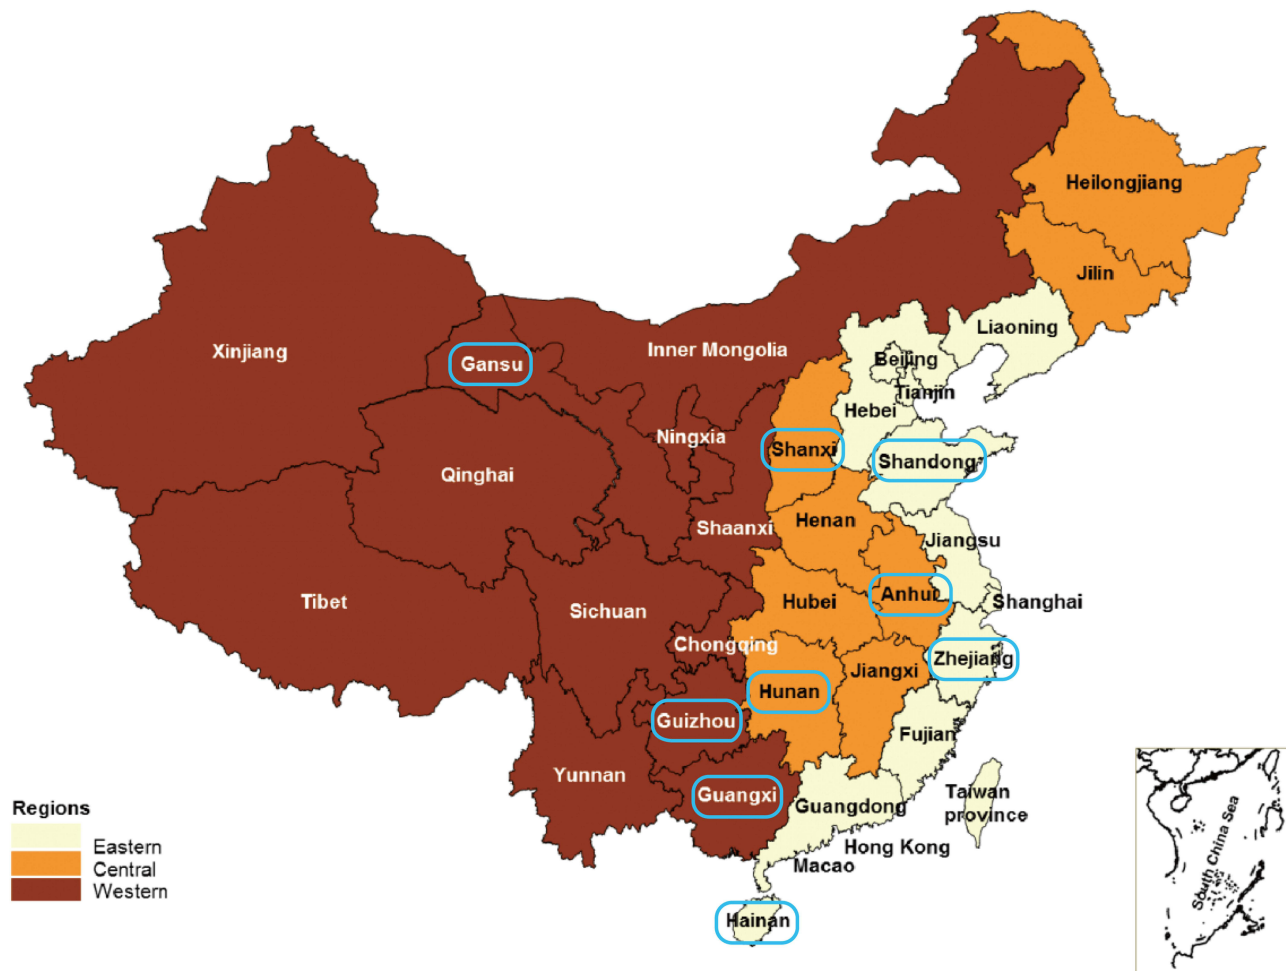 Heilongjiang
Jilin
Liaoning
Xinjiang
Inner Mongolia
Gansu
Beijing
Tianjin
Hebei
Ningxia
Shanxi
Shandong
Qinghai
Shaanxi
Henan
Jiangsu
Tibet
Sichuan
Hubei
Anhui
Shanghai
Chongqing
Zhejiang
Jiangxi
Hunan
Guizhou
Fujian
Yunnan
Guangxi
Guangdong
Taiwan
province
Hong Kong
Macao
Hainan
Regions
Eastern
Central
Western
South China Sea